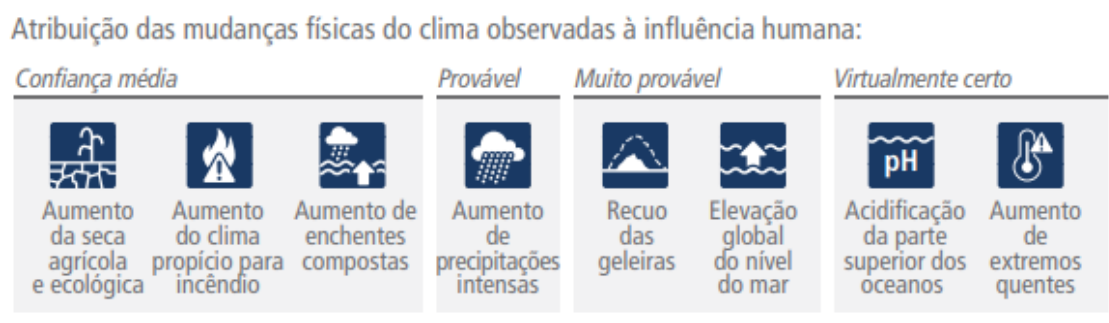 Atribuição das mudanças físicas do clima observadas à influência humana:
Confiança média
Provável
Muito provável
Virtualmente certo
pH
Aumento
da seca
agrícola
e ecológica
Aumento
do clima
propício para
incêndio
Aumento de
enchentes
compostas
Aumento
de
precipitações
intensas
Recuo
das
geleiras
Elevação
global
do nível
do mar
Acidificação
da parte
superior dos
oceanos
Aumento
de
extremos
quentes